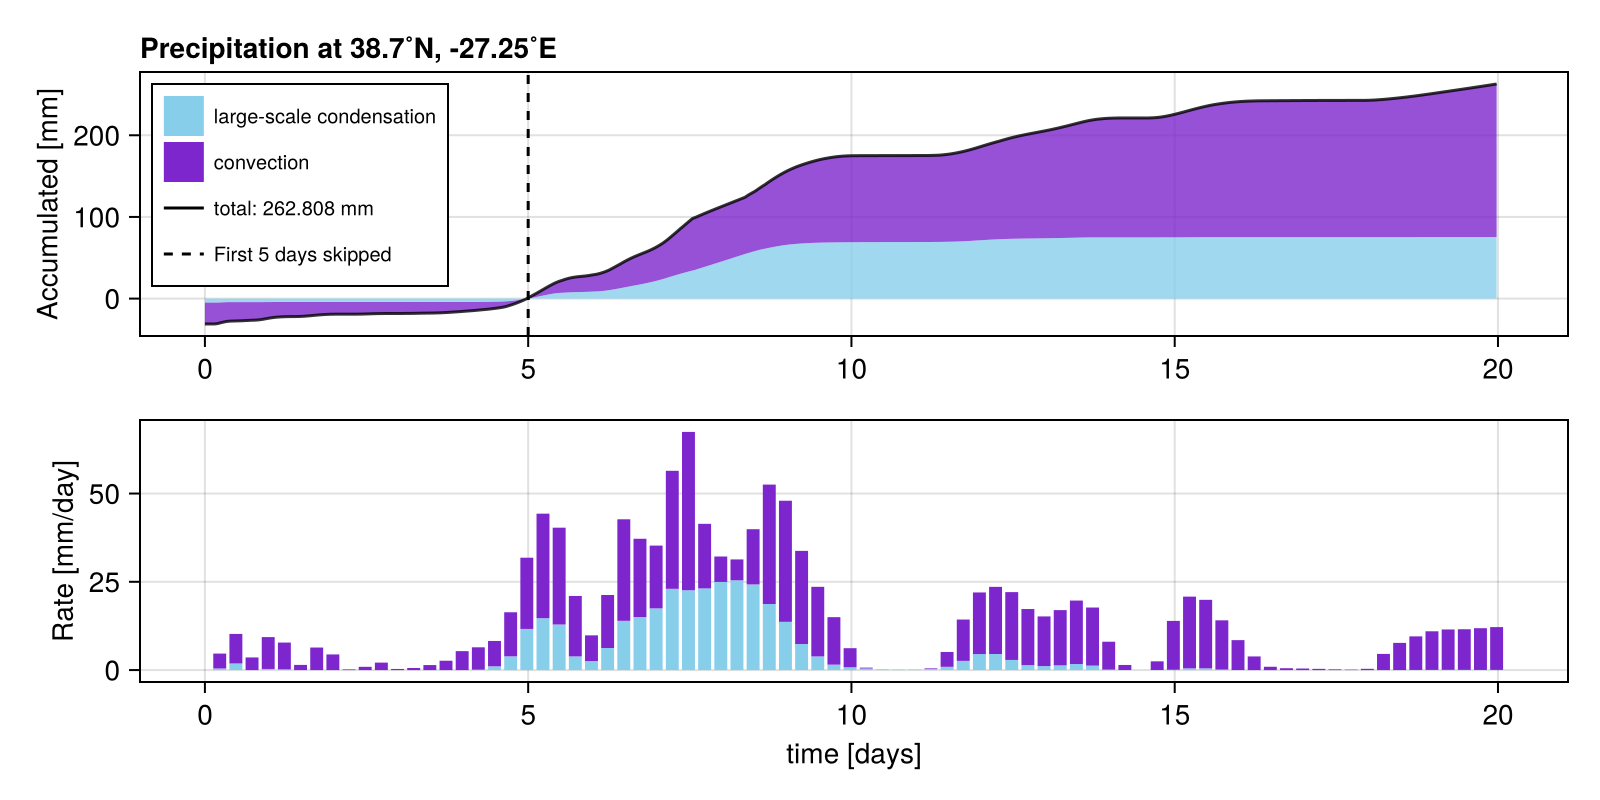 Precipitation at 38.7°N, -27.25°E
large-scale condensation
convection
total: 262.808 mm
First 5 days skipped
Accumulated [mm]
200
100
0
0 5 10 15 20
Rate [mm/day]
50
25
0
0 5 10 15 20
time [days]